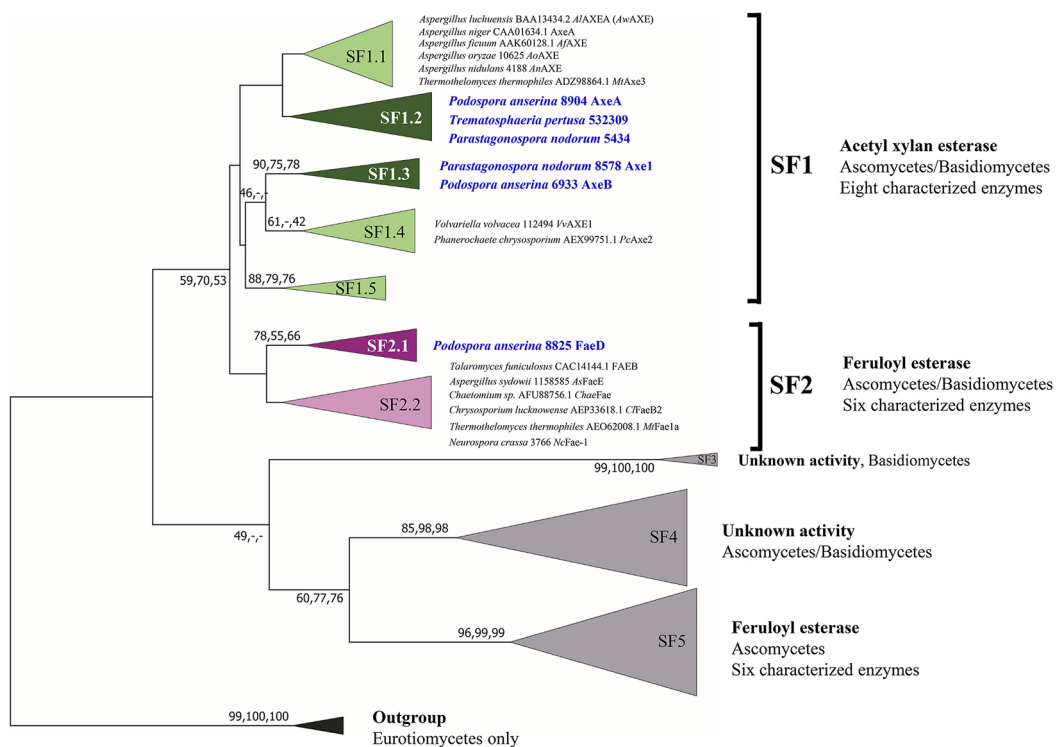 Aspergillus luchuensis BAA13434.2 AlAXEA (AwAXE)
Aspergillus niger CAA01634.1 AxeA
Aspergillus ficuum AAK60128.1 AfAXE
Aspergillus oryzae 10625 AoAXE
Aspergillus nidulans 4188 AnAXE
Thermothelomyces thermophiles ADZ98864.1 MtAxe3
SF1.1
Podospora anserina 8904 AxeA
Trematosphaeria pertusa 532309
Parastagonospora nodorum 5434
SF1.2
90,75,78
SF1.3
Parastagonospora nodorum 8578 Axe1
Podospora anserina 6933 AxeB
46,-,-
61,-,42
SF1.4
Volvariella volvacea 112494 VvAXE1
Phanerochaete chrysosporium AEX99751.1 PcAxe2
59,70,53
88,79,76
SF1.5
SF1
Acetyl xylan esterase
Ascomycetes/Basidiomycetes
Eight characterized enzymes
78,55,66
SF2.1
Podospora anserina 8825 FaeD
SF2.2
Talaromyces funiculosus CAC14144.1 FAEB
Aspergillus sydowii 1158585 AsFaeE
Chaetomium sp. AFU88756.1 ChaeFae
Chrysosporium lucknowense AEP33618.1 ClFaeB2
Thermothelomyces thermophiles AEO62008.1 MtFae1a
Neurospora crassa 3766 NcFae-1
SF2
Feruloyl esterase
Ascomycetes/Basidiomycetes
Six characterized enzymes
99,100,100
SF3
Unknown activity, Basidiomycetes
49,-,-
85,98,98
SF4
Unknown activity
Ascomycetes/Basidiomycetes
60,77,76
96,99,99
SF5
Feruloyl esterase
Ascomycetes
Six characterized enzymes
99,100,100
Outgroup
Eurotiomycetes only